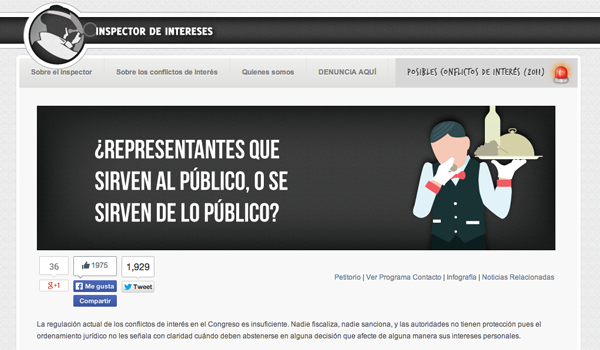 INSPECTOR DE INTERESES
Sobre el Inspector
Sobre los conflictos de interés
Quienes somos
DENUNCIA AQUÍ
POSIBLES CONFLICTOS DE INTERÉS (2011)
¿REPRESENTANTES QUE
SIRVEN AL PÚBLICO, O SE
SIRVEN DE LO PÚBLICO?
36
1975
1,929
g+1
Me gusta
Tweet
Compartir
Petitorio | Ver Programa Contacto | Infografía | Noticias Relacionadas
La regulación actual de los conflictos de interés en el Congreso es insuficiente. Nadie fiscaliza, nadie sanciona, y las autoridades no tienen protección pues el
ordenamiento jurídico no les señala con claridad cuándo deben abstenerse en alguna decisión que afecte de alguna manera sus intereses personales.